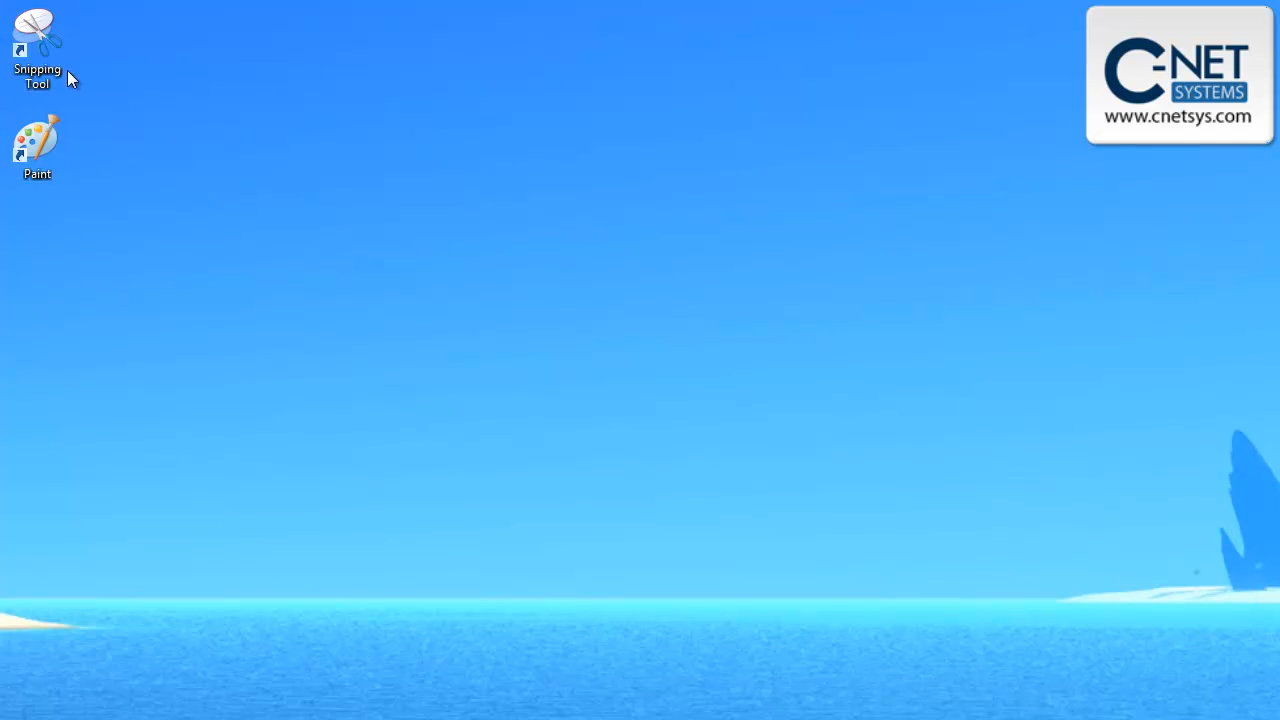 Snipping
Tool
Paint
C-NET
SYSTEMS
www.cnetsys.com